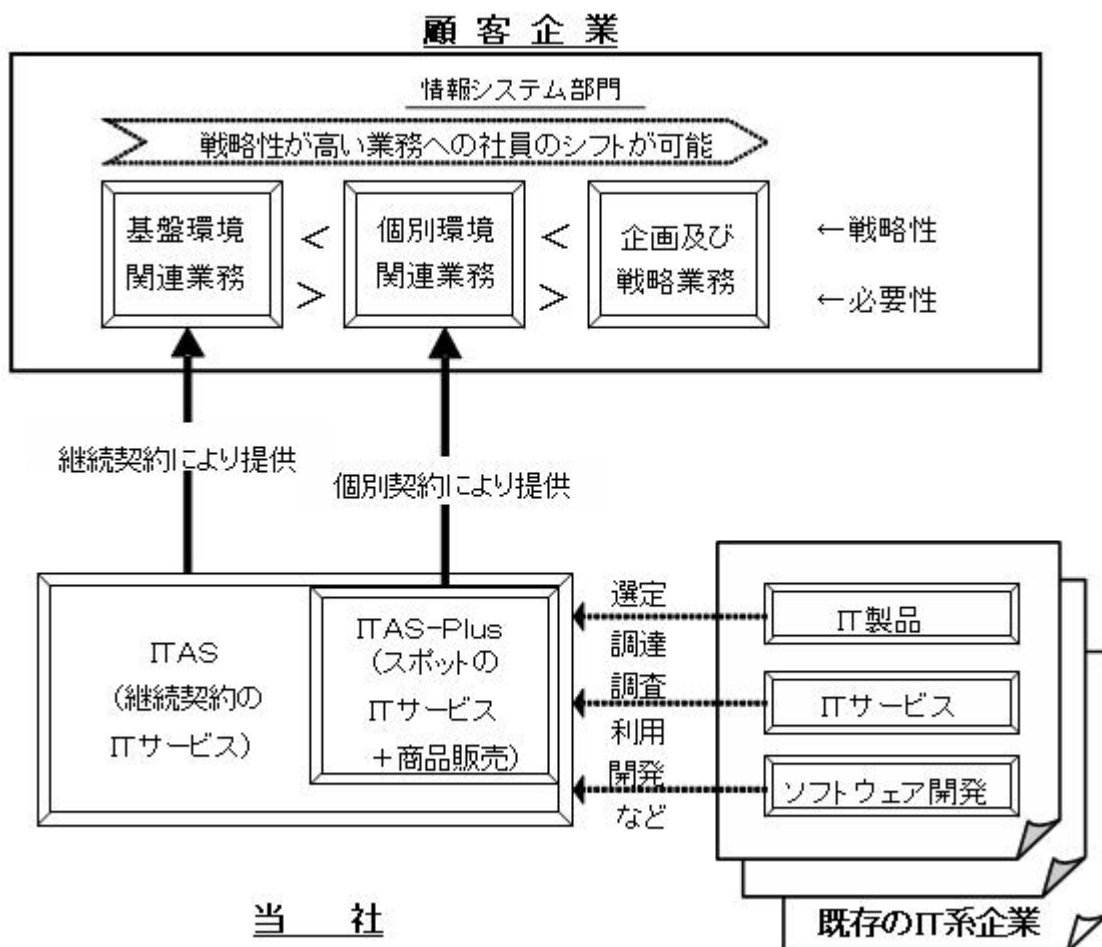 顧客企業
情報システム部門
戦略性が高い業務への社員のシフトが可能
基盤環境
関連業務
<
>
個別環境
関連業務
<
>
企画及び
戦略業務
←戦略性
←必要性
継続契約により提供
個別契約により提供
ITAS
(継続契約の
ITサービス)
ITAS-Plus
(スポットの
ITサービス
+商品販売)
選定
調達
調査
利用
開発
など
IT製品
ITサービス
ソフトウェア開発
既存のIT系企業
当 社